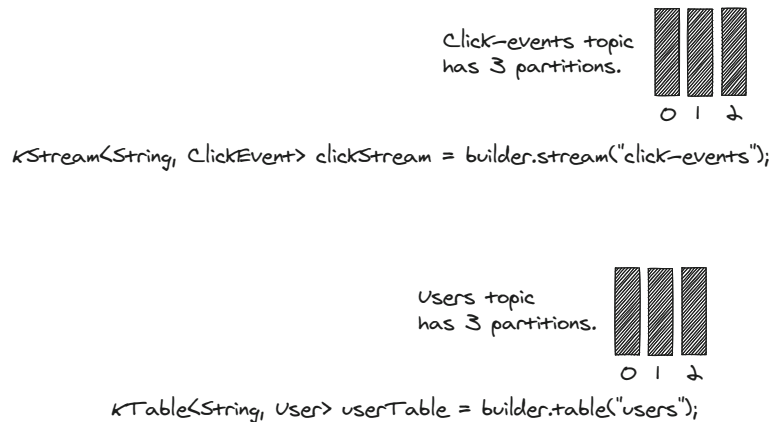 Click-events topic
has 3 partitions.
0 1 2
KStream<String, ClickEvent> clickStream = builder.stream("click-events");
Users topic
has 3 partitions.
0 1 2
KTable<String, User> userTable = builder.table("users");